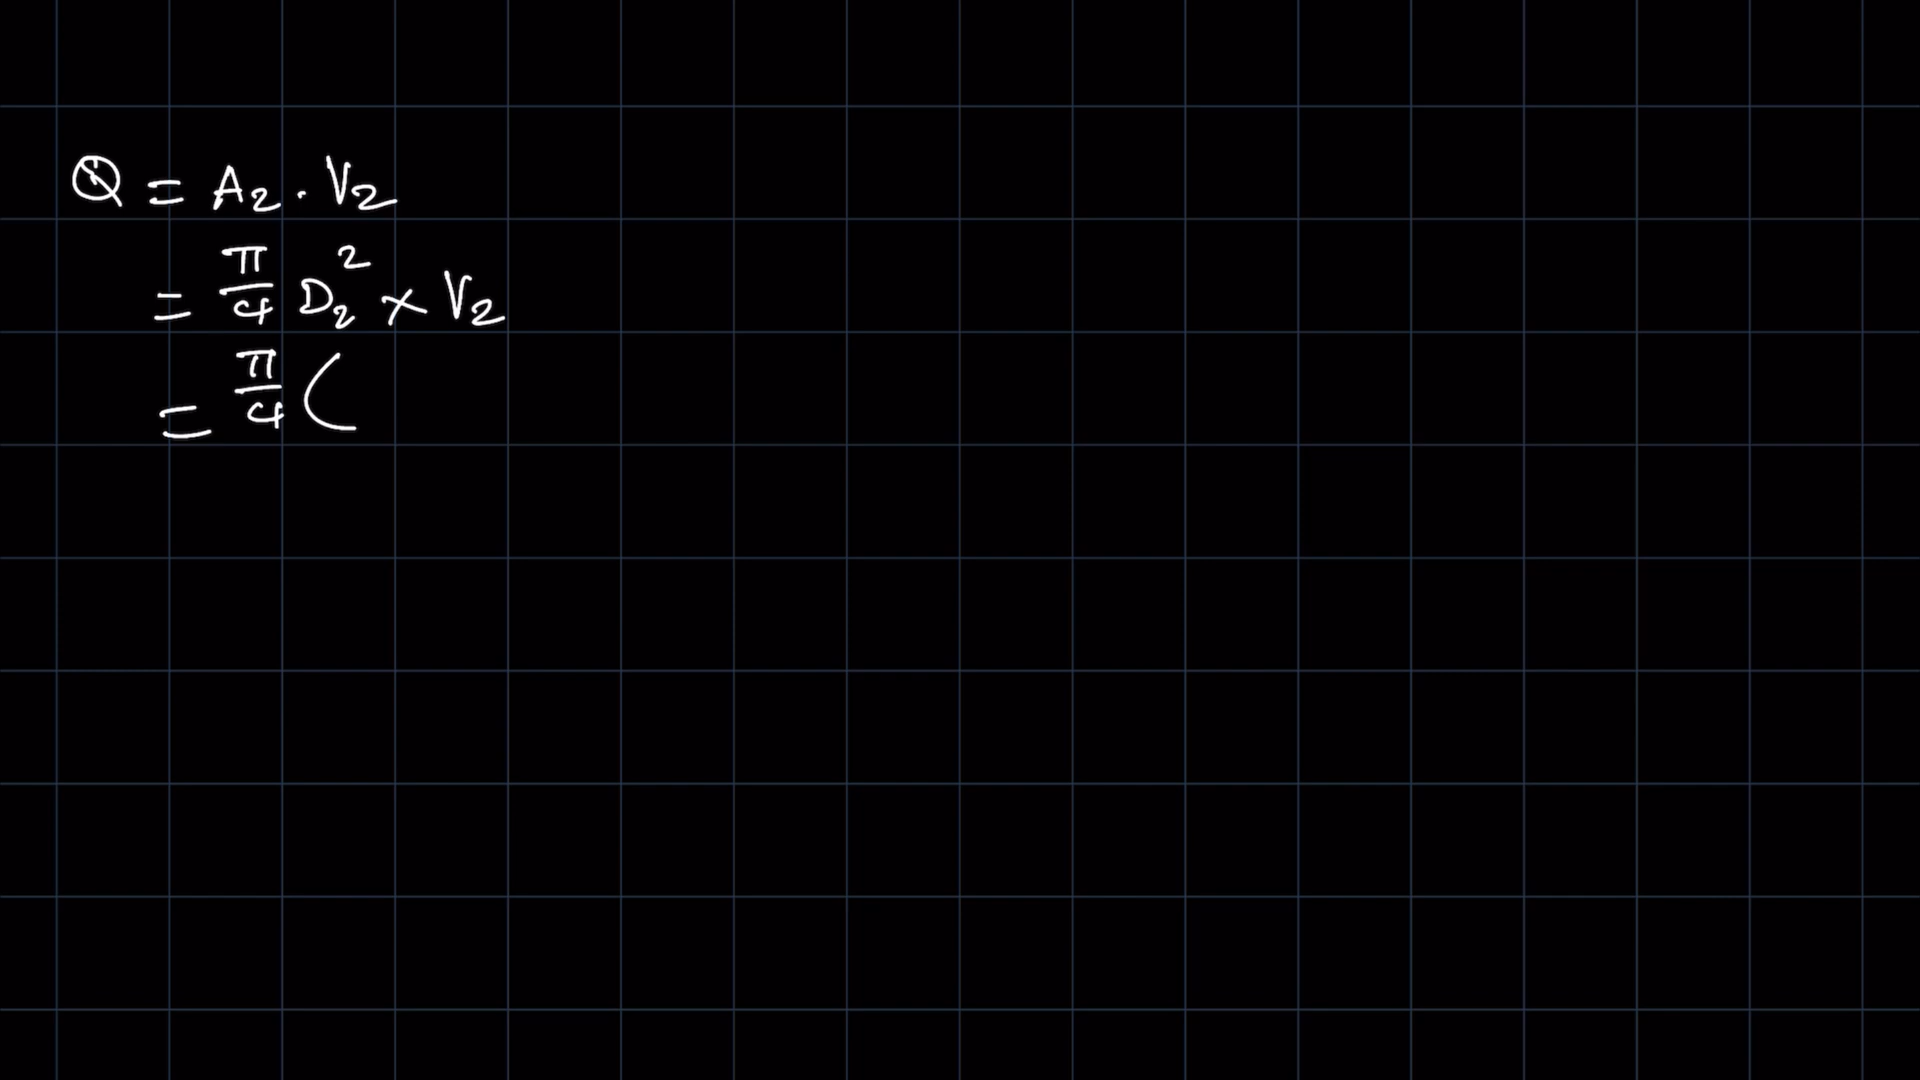 Q = A₂ . V₂
= π/4 D₂² × V₂
= π/4 (